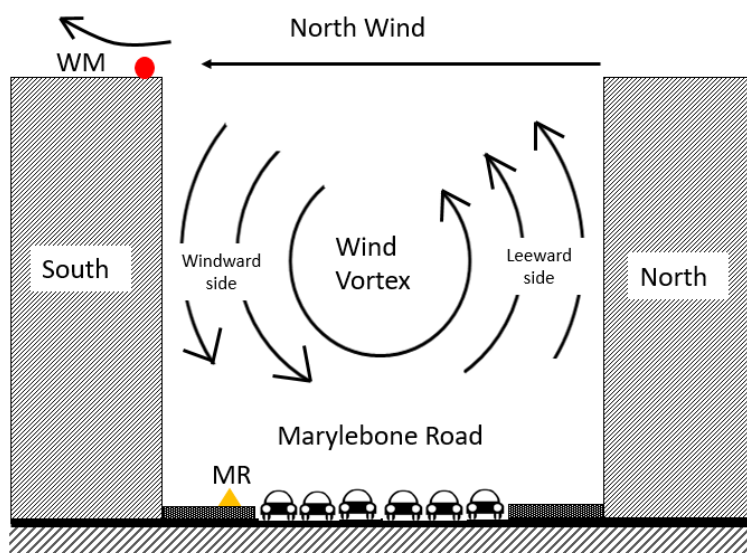 North Wind
WM
Windward
side
Wind
Vortex
Leeward
side
South
North
Marylebone Road
MR